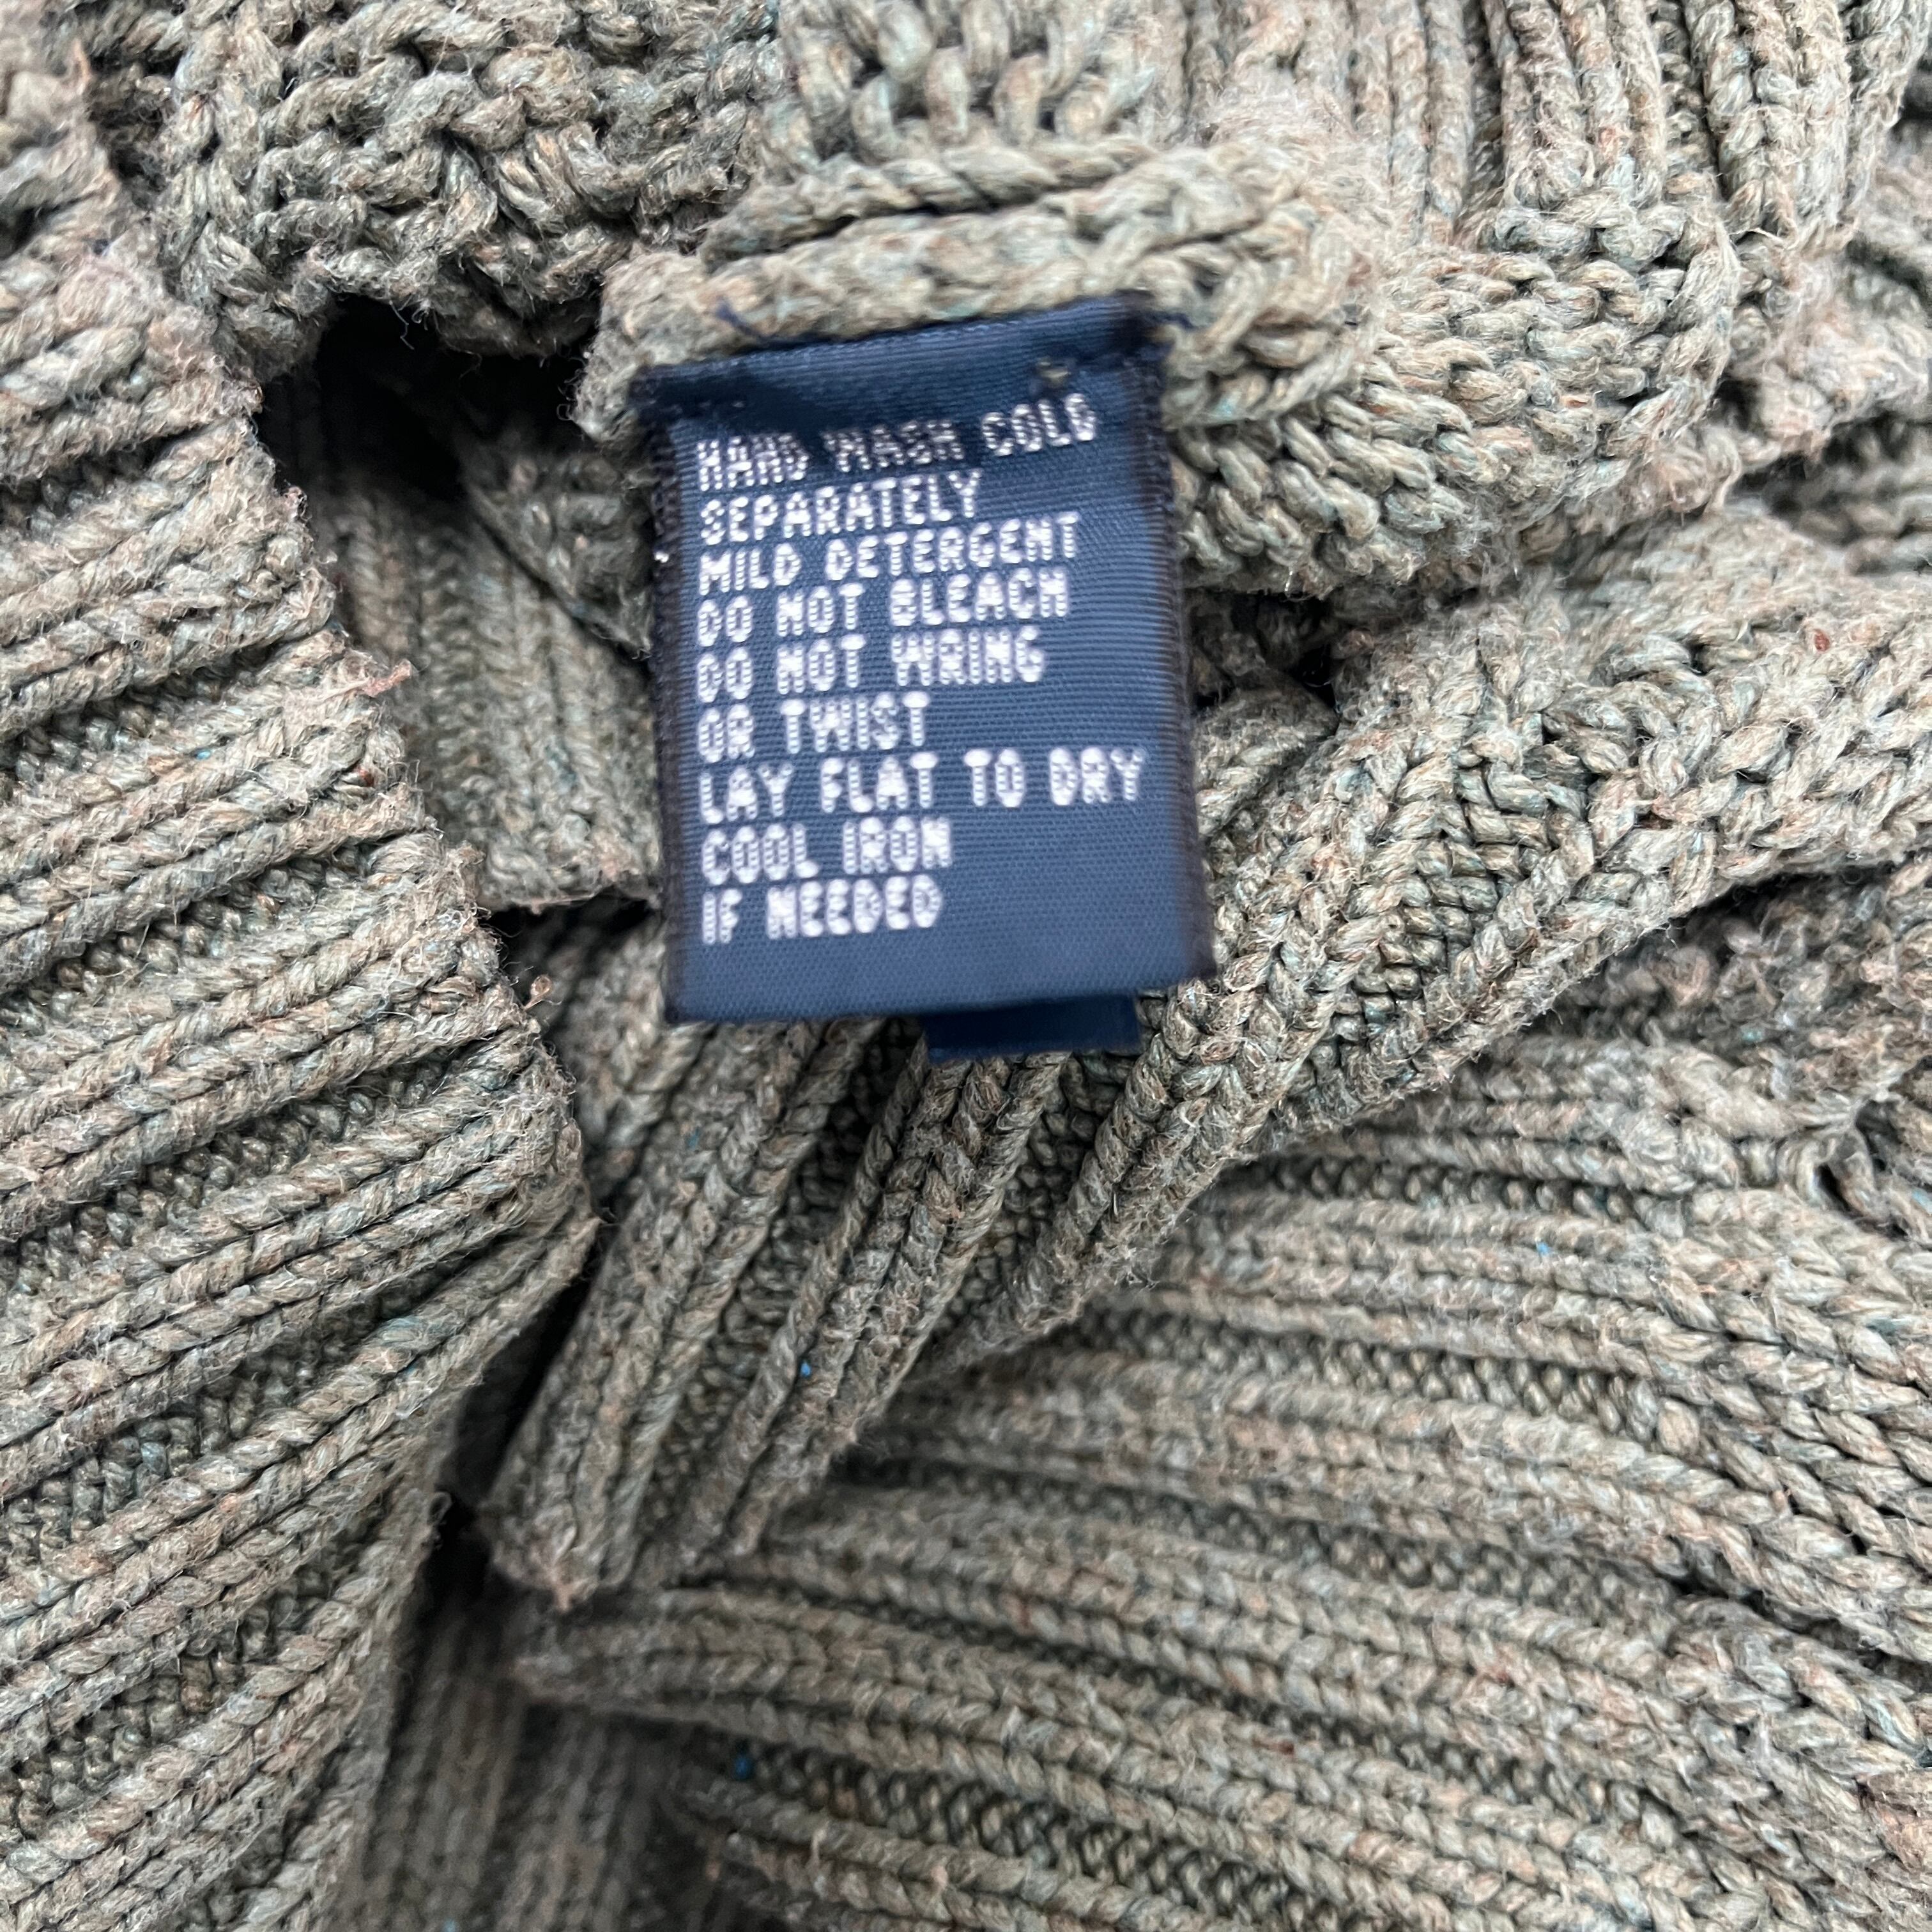 HAND WASH COLD
SEPARATELY
MILD DETERGENT
DO NOT BLEACH
DO NOT WRING
OR TWIST
LAY FLAT TO DRY
COOL IRON
IF NEEDED